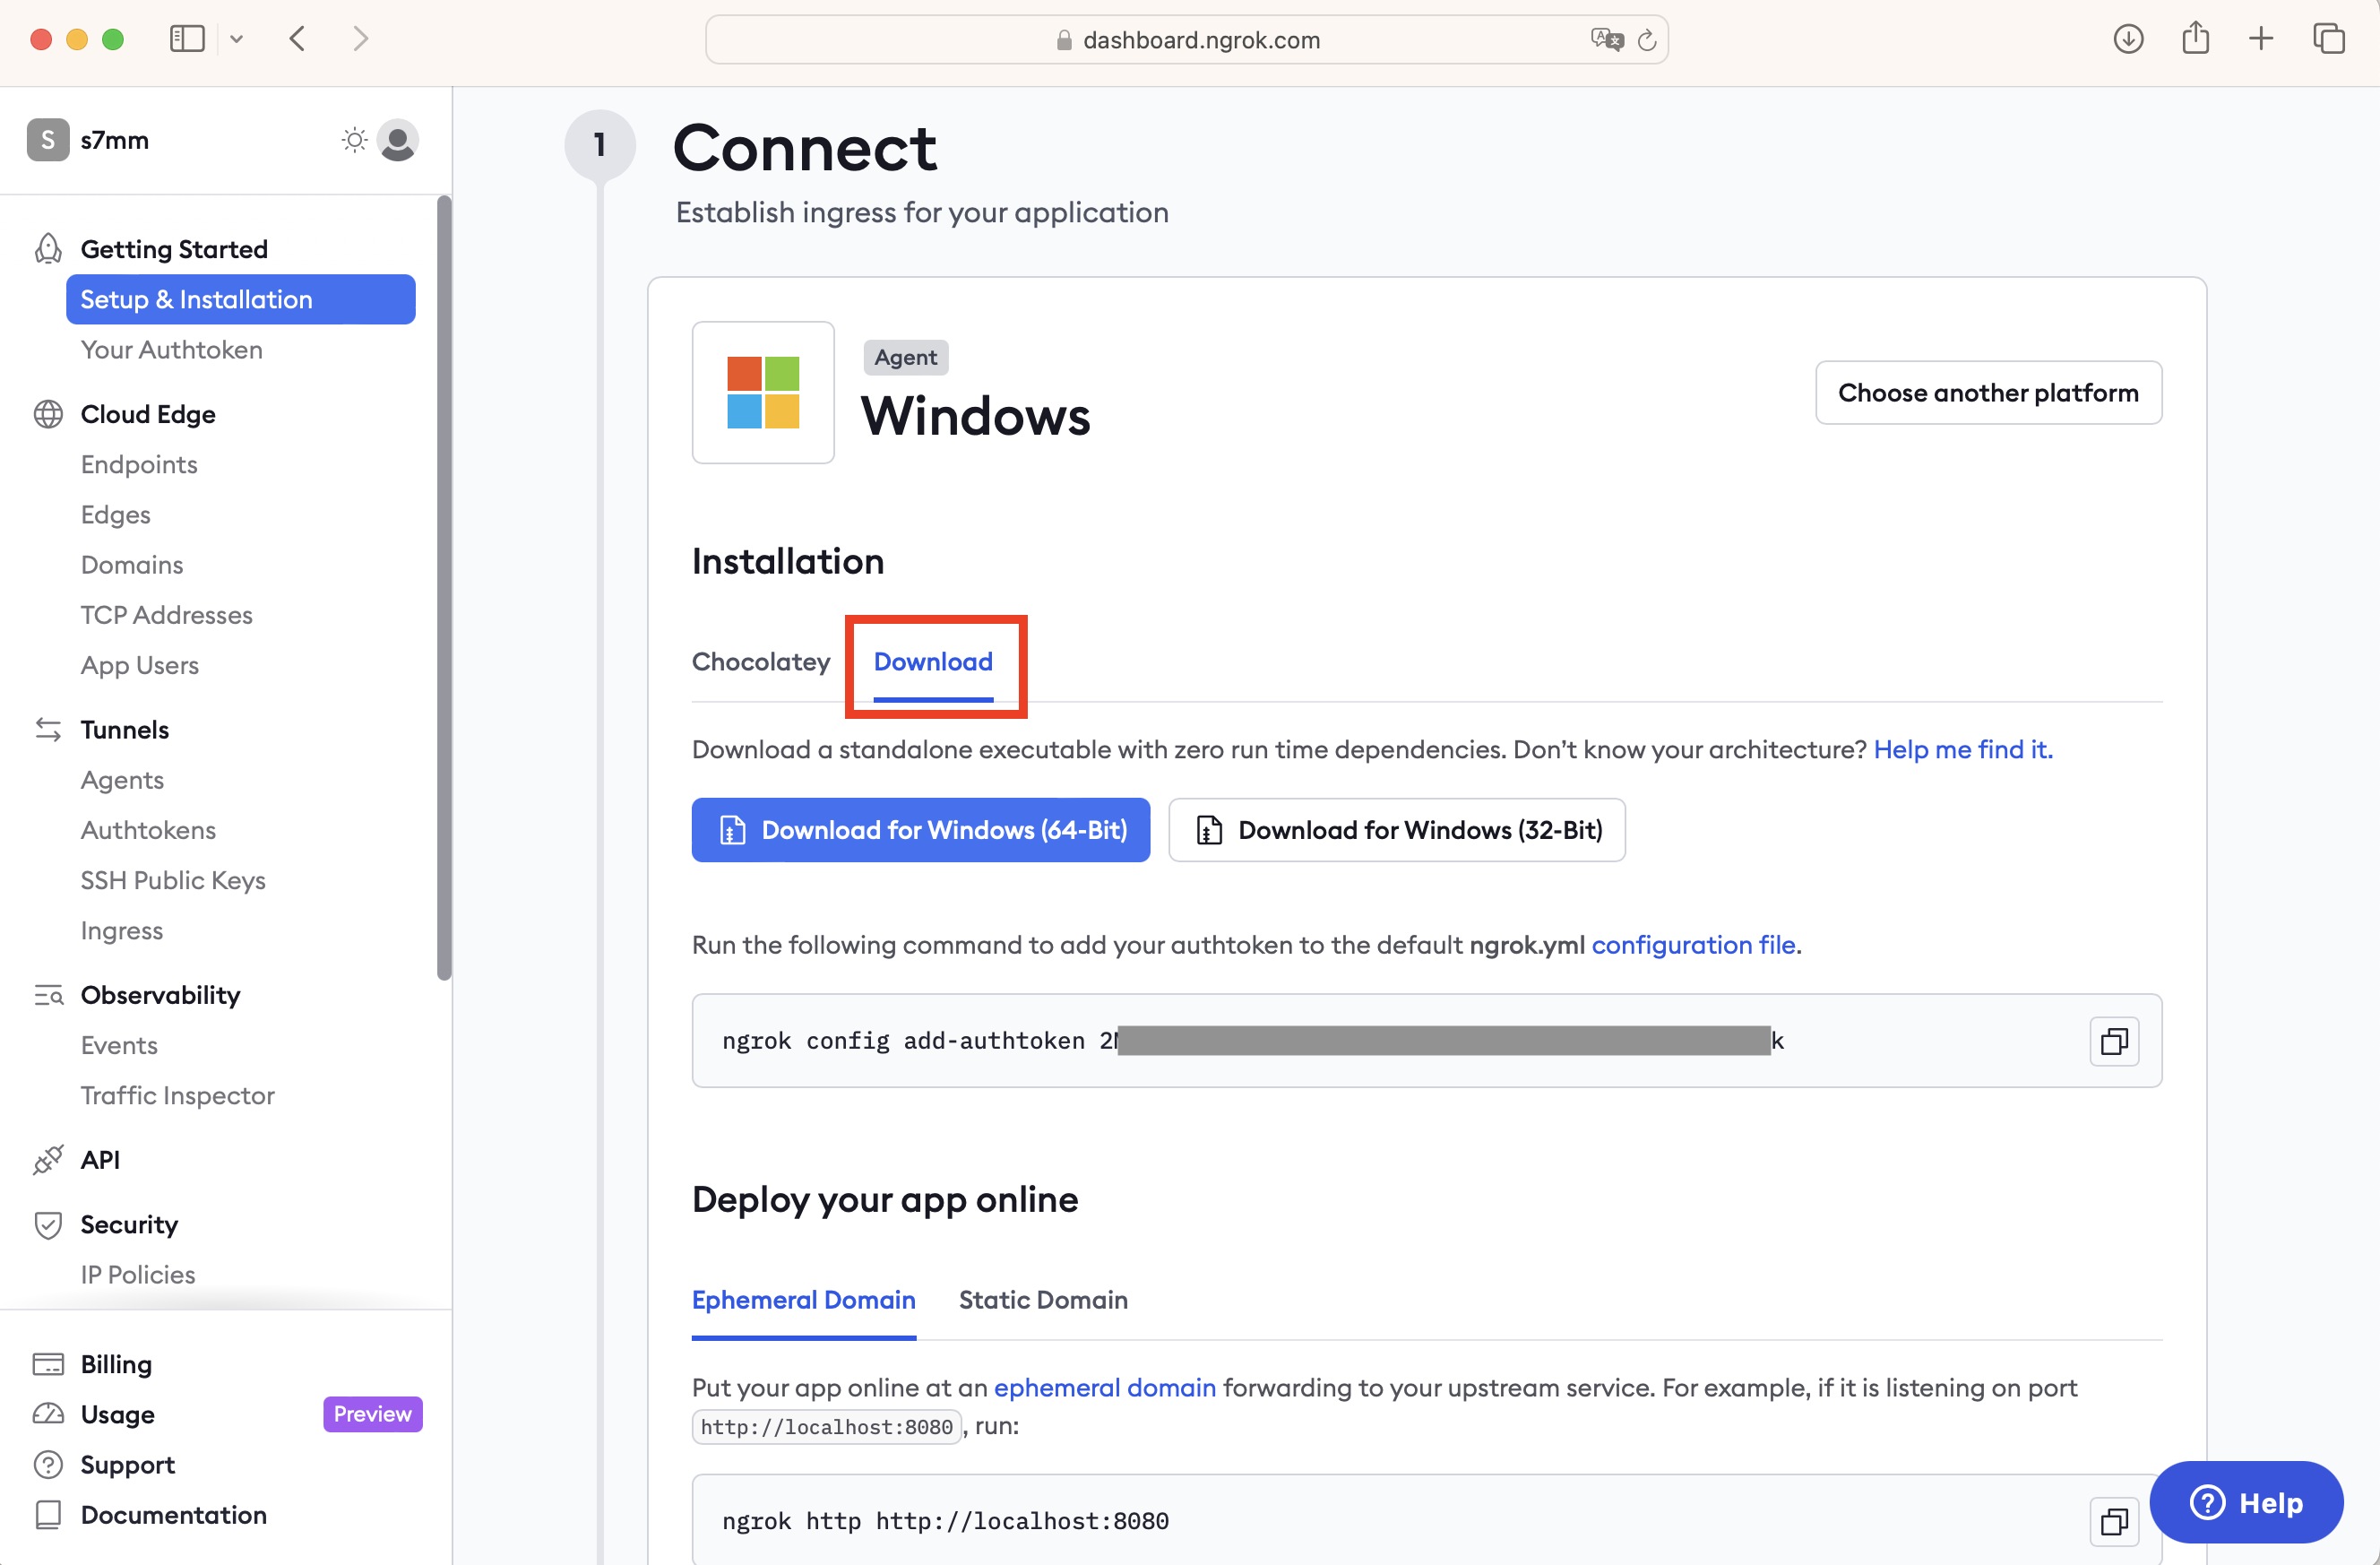 dashboard.ngrok.com
S s7mm
Getting Started
Setup & Installation
Your Authtoken
Cloud Edge
Endpoints
Edges
Domains
TCP Addresses
App Users
Tunnels
Agents
Authtokens
SSH Public Keys
Ingress
Observability
Events
Traffic Inspector
API
Security
IP Policies
Billing
Usage Preview
Support
Documentation
1 Connect
Establish ingress for your application
Agent
Windows
Choose another platform
Installation
Chocolatey Download
Download a standalone executable with zero run time dependencies. Don’t know your architecture? Help me find it.
Download for Windows (64-Bit) Download for Windows (32-Bit)
Run the following command to add your authtoken to the default ngrok.yml configuration file.
ngrok config add-authtoken 2 k
Deploy your app online
Ephemeral Domain Static Domain
Put your app online at an ephemeral domain forwarding to your upstream service. For example, if it is listening on port
http://localhost:8080 , run:
ngrok http http://localhost:8080
Help